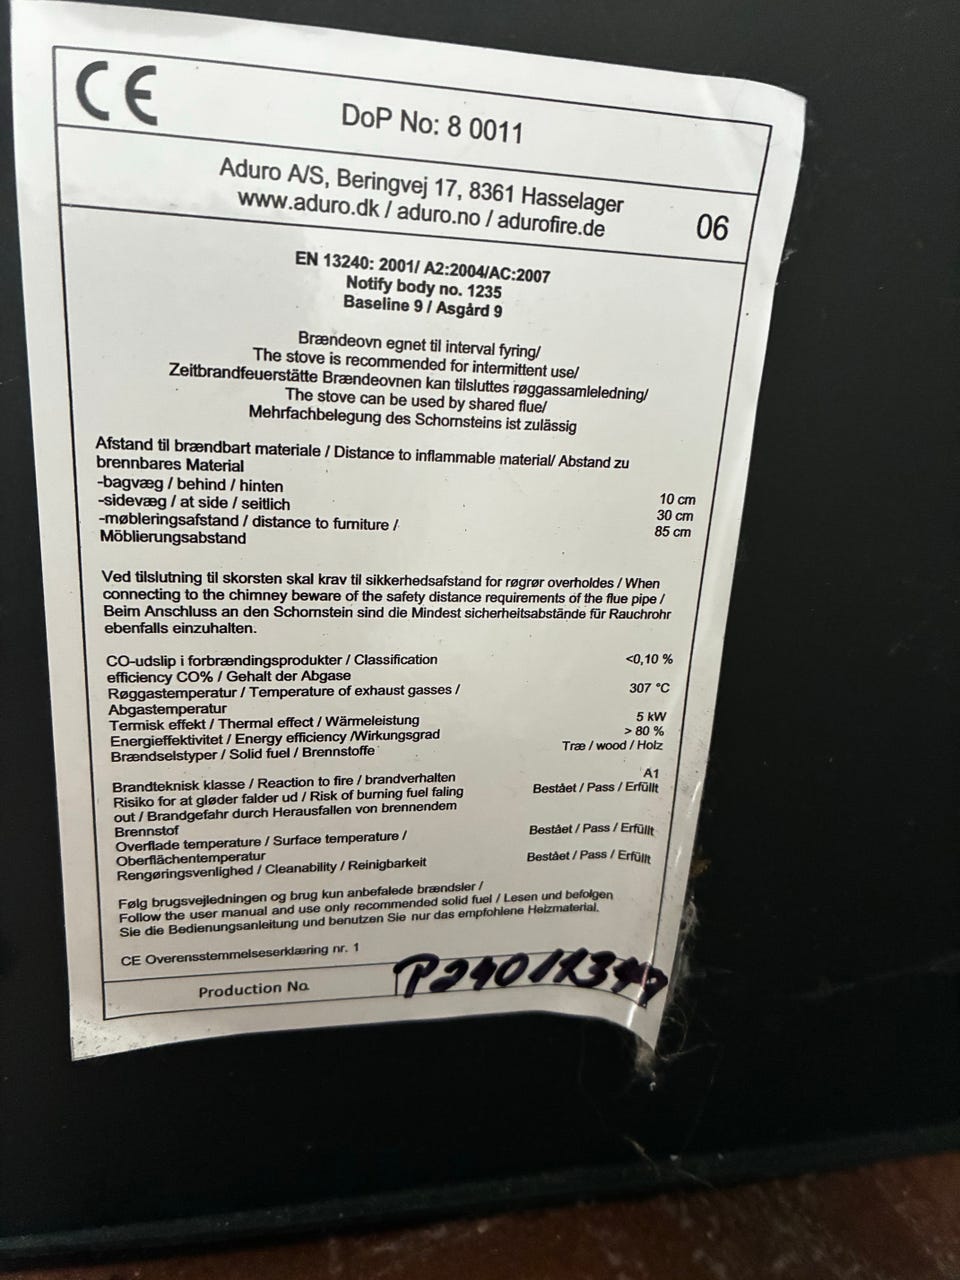 CE
DoP No: 8 0011
Aduro A/S, Beringvej 17, 8361 Hasselager
www.aduro.dk / aduro.no / adurofire.de
06
EN 13240: 2001/ A2:2004/AC:2007
Notify body no. 1235
Baseline 9 / Asgård 9
Brændeovn egnet til interval fyring/
The stove is recommended for intermittent use/
Zeitbrandfeuerstätte Brændeovnen kan tilsluttes røggassamleledning/
The stove can be used by shared flue/
Mehrfachbelegung des Schornsteins ist zulässig
Afstand til brændbart materiale / Distance to inflammable material/ Abstand zu
brennbares Material
-bagvæg / behind / hinten 10 cm
-sidevæg / at side / seitlich 30 cm
-møbleringsafstand / distance to furniture / 85 cm
Möblierungsabstand
Ved tilslutning til skorsten skal krav til sikkerhedsafstand for røgrør overholdes / When
connecting to the chimney beware of the safety distance requirements of the flue pipe /
Beim Anschluss an den Schornstein sind die Mindest sicherheitsabstände für Rauchrohr
ebenfalls einzuhalten.
CO-udslip i forbrændingsprodukter / Classification <0,10 %
efficiency CO% / Gehalt der Abgase
Røggastemperatur / Temperature of exhaust gasses / 307 °C
Abgastemperatur
Termisk effekt / Thermal effect / Wärmeleistung 5 kW
Energieffektivitet / Energy efficiency /Wirkungsgrad > 80 %
Brændselstyper / Solid fuel / Brennstoffe Træ / wood / Holz
Brandteknisk klasse / Reaction to fire / brandverhalten A1
Risiko for at gløder falder ud / Risk of burning fuel faling Bestået / Pass / Erfüllt
out / Brandgefahr durch Herausfallen von brennendem
Brennstof
Overflade temperature / Surface temperature / Bestået / Pass / Erfüllt
Oberflächentemperatur
Rengøringsvenlighed / Cleanability / Reinigbarkeit Bestået / Pass / Erfüllt
Følg brugsvejledningen og brug kun anbefalede brændsler /
Follow the user manual and use only recommended solid fuel / Lesen und befolgen
Sie die Bedienungsanleitung und benutzen Sie nur das empfohlene Heizmaterial.
CE Overensstemmelseserklæring nr. 1
Production No.